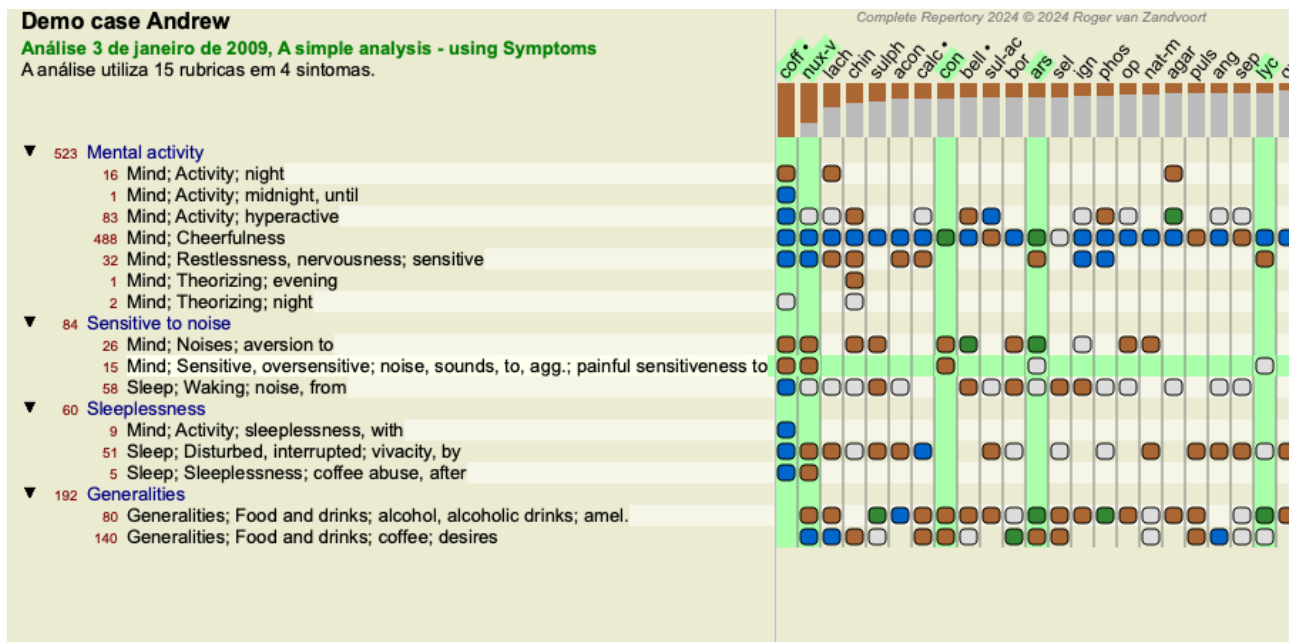 Demo case Andrew
Complete Repertory 2024 © 2024 Roger van Zandvoort
Análise 3 de janeiro de 2009, A simple analysis - using Symptoms
A análise utiliza 15 rubricas em 4 sintomas.
coff • nux-v lach chin sulph acon calc • con bell • sul-ac bor ars sel ign phos op nat-m agar puls ang sep lyc
▼ 523 Mental activity
16 Mind; Activity; night
1 Mind; Activity; midnight, until
83 Mind; Activity; hyperactive
488 Mind; Cheerfulness
32 Mind; Restlessness, nervousness; sensitive
1 Mind; Theorizing; evening
2 Mind; Theorizing; night
▼ 84 Sensitive to noise
26 Mind; Noises; aversion to
15 Mind; Sensitive, oversensitive; noise, sounds, to, agg.; painful sensitiveness to
58 Sleep; Waking; noise, from
▼ 60 Sleeplessness
9 Mind; Activity; sleeplessness, with
51 Sleep; Disturbed, interrupted; vivacity, by
5 Sleep; Sleeplessness; coffee abuse, after
▼ 192 Generalities
80 Generalities; Food and drinks; alcohol, alcoholic drinks; amel.
140 Generalities; Food and drinks; coffee; desires